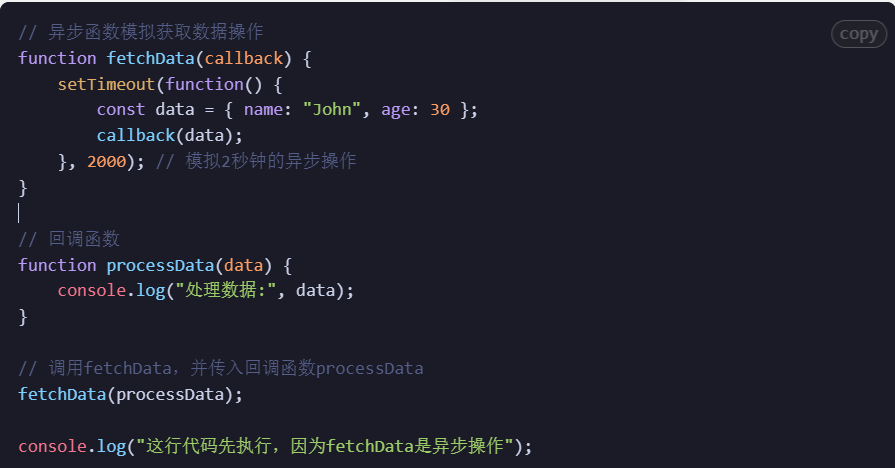 // 异步函数模拟获取数据操作
copy
function fetchData(callback) {
    setTimeout(function() {
        const data = { name: "John", age: 30 };
        callback(data);
    }, 2000); // 模拟2秒钟的异步操作
}
// 回调函数
function processData(data) {
    console.log("处理数据:", data);
}
// 调用fetchData，并传入回调函数processData
fetchData(processData);
console.log("这行代码先执行，因为fetchData是异步操作");